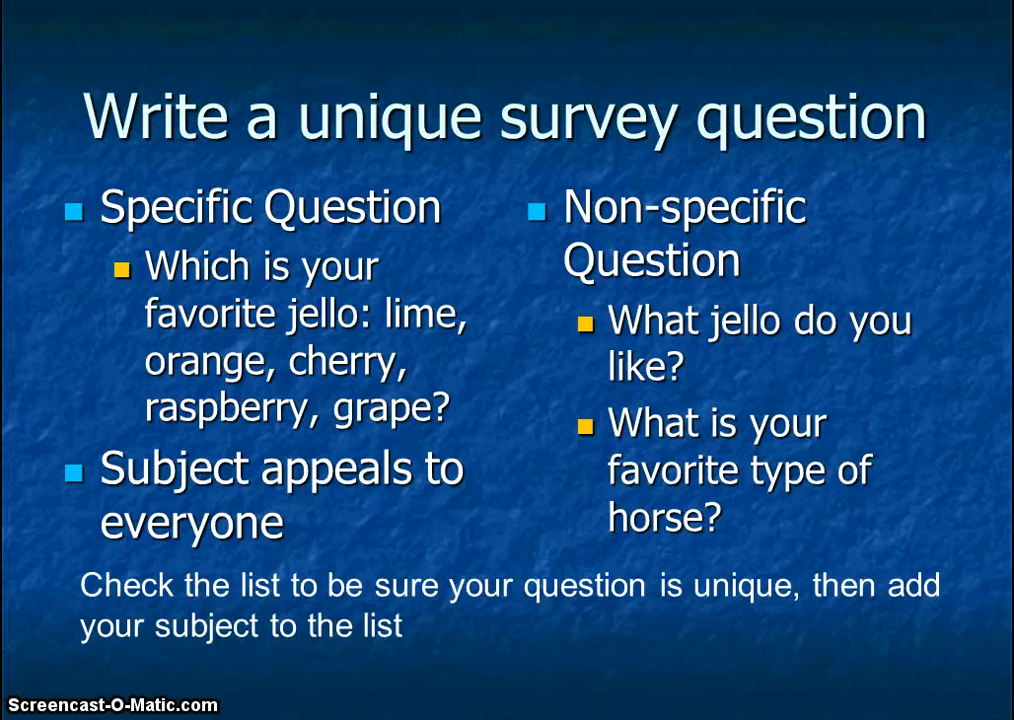 Write a unique survey question
Specific Question
Which is your
favorite jello: lime,
orange, cherry,
raspberry, grape?
Subject appeals to
everyone
Non-specific
Question
What jello do you
like?
What is your
favorite type of
horse?
Check the list to be sure your question is unique, then add
your subject to the list
Screencast-O-Matic.com